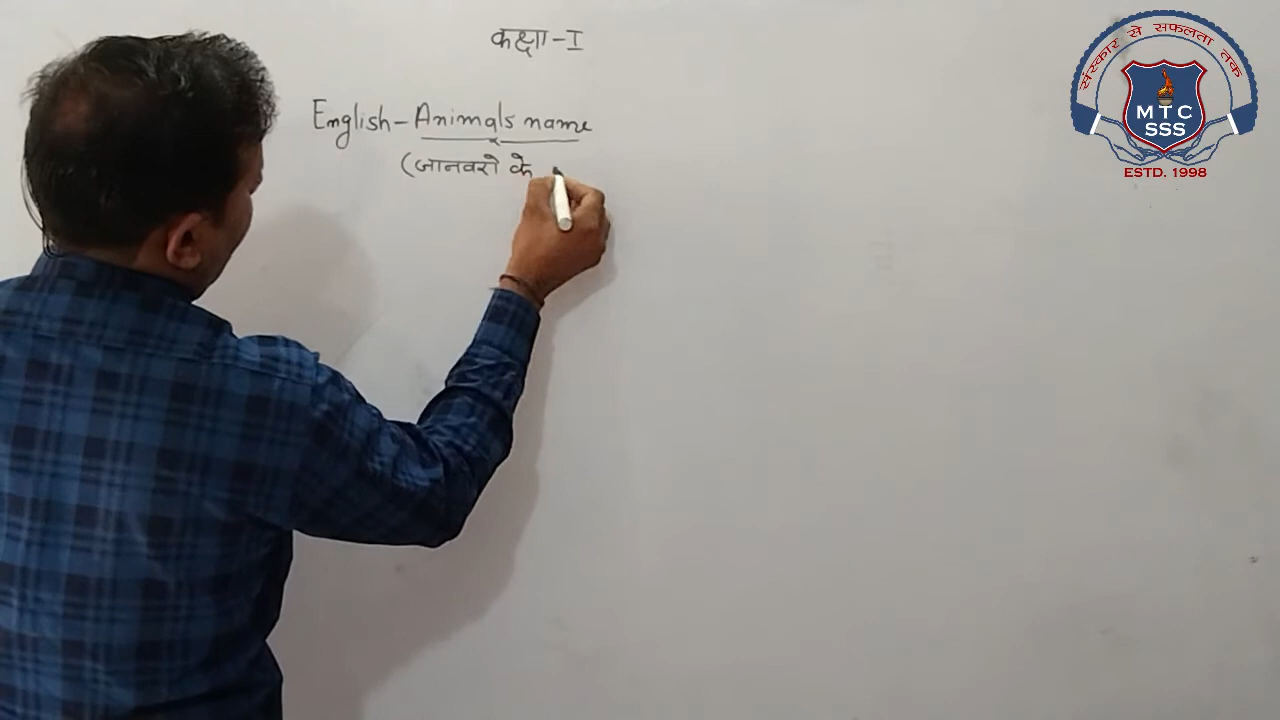 कक्षा-I
English-Animals name
(जानवरो के
संस्कार से सफलता तक
MTC
SSS
ESTD. 1998